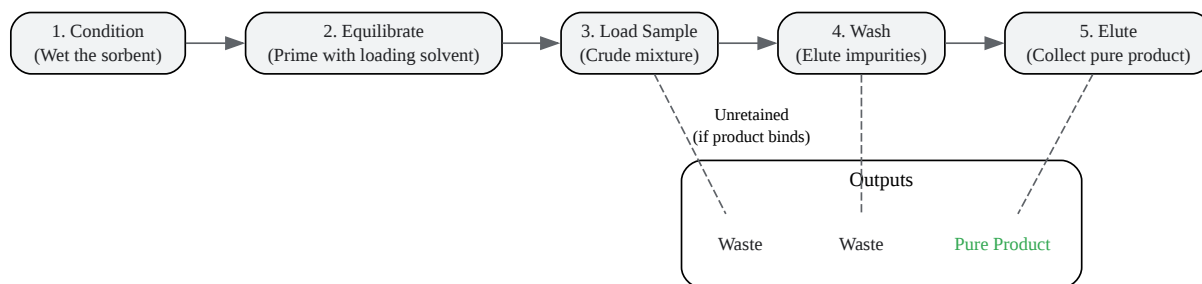 1. Condition
(Wet the sorbent)
2. Equilibrate
(Prime with loading solvent)
3. Load Sample
(Crude mixture)
4. Wash
(Elute impurities)
5. Elute
(Collect pure product)
Unretained
(if product binds)
Outputs
Waste
Waste
Pure Product